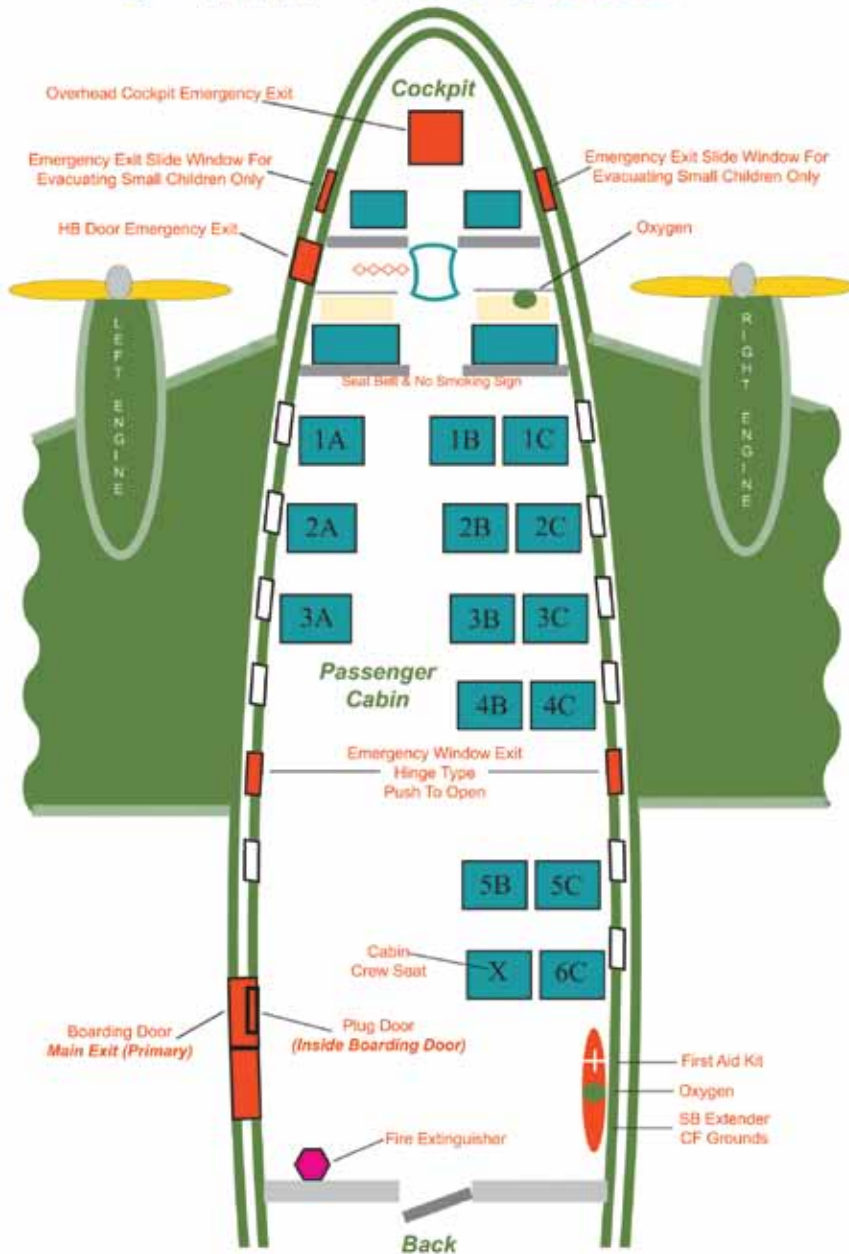 Cockpit
Overhead Cockpit Emergency Exit
Emergency Exit Slide Window For
Evacuating Small Children Only
Emergency Exit Slide Window For
Evacuating Small Children Only
HB Door Emergency Exit
Oxygen
LEFT ENGINE
RIGHT ENGINE
Seat Belt & No Smoking Sign
1A 1B 1C
2A 2B 2C
3A 3B 3C
Passenger
Cabin
4B 4C
Emergency Window Exit
Hinge Type
Push To Open
5B 5C
Cabin
Crew Seat
X 6C
Boarding Door
Main Exit (Primary)
Plug Door
(Inside Boarding Door)
First Aid Kit
Oxygen
SB Extender
CF Grounds
Fire Extinguisher
Back